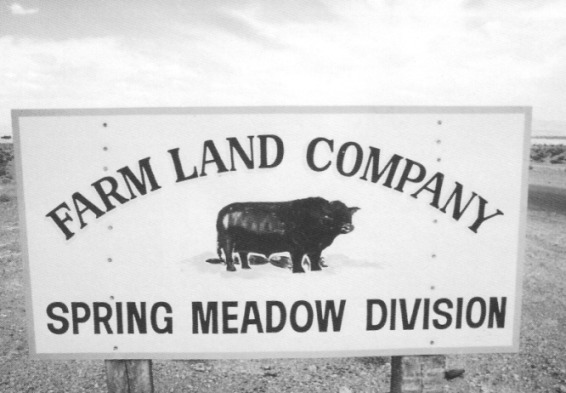 FARM LAND COMPANY
SPRING MEADOW DIVISION